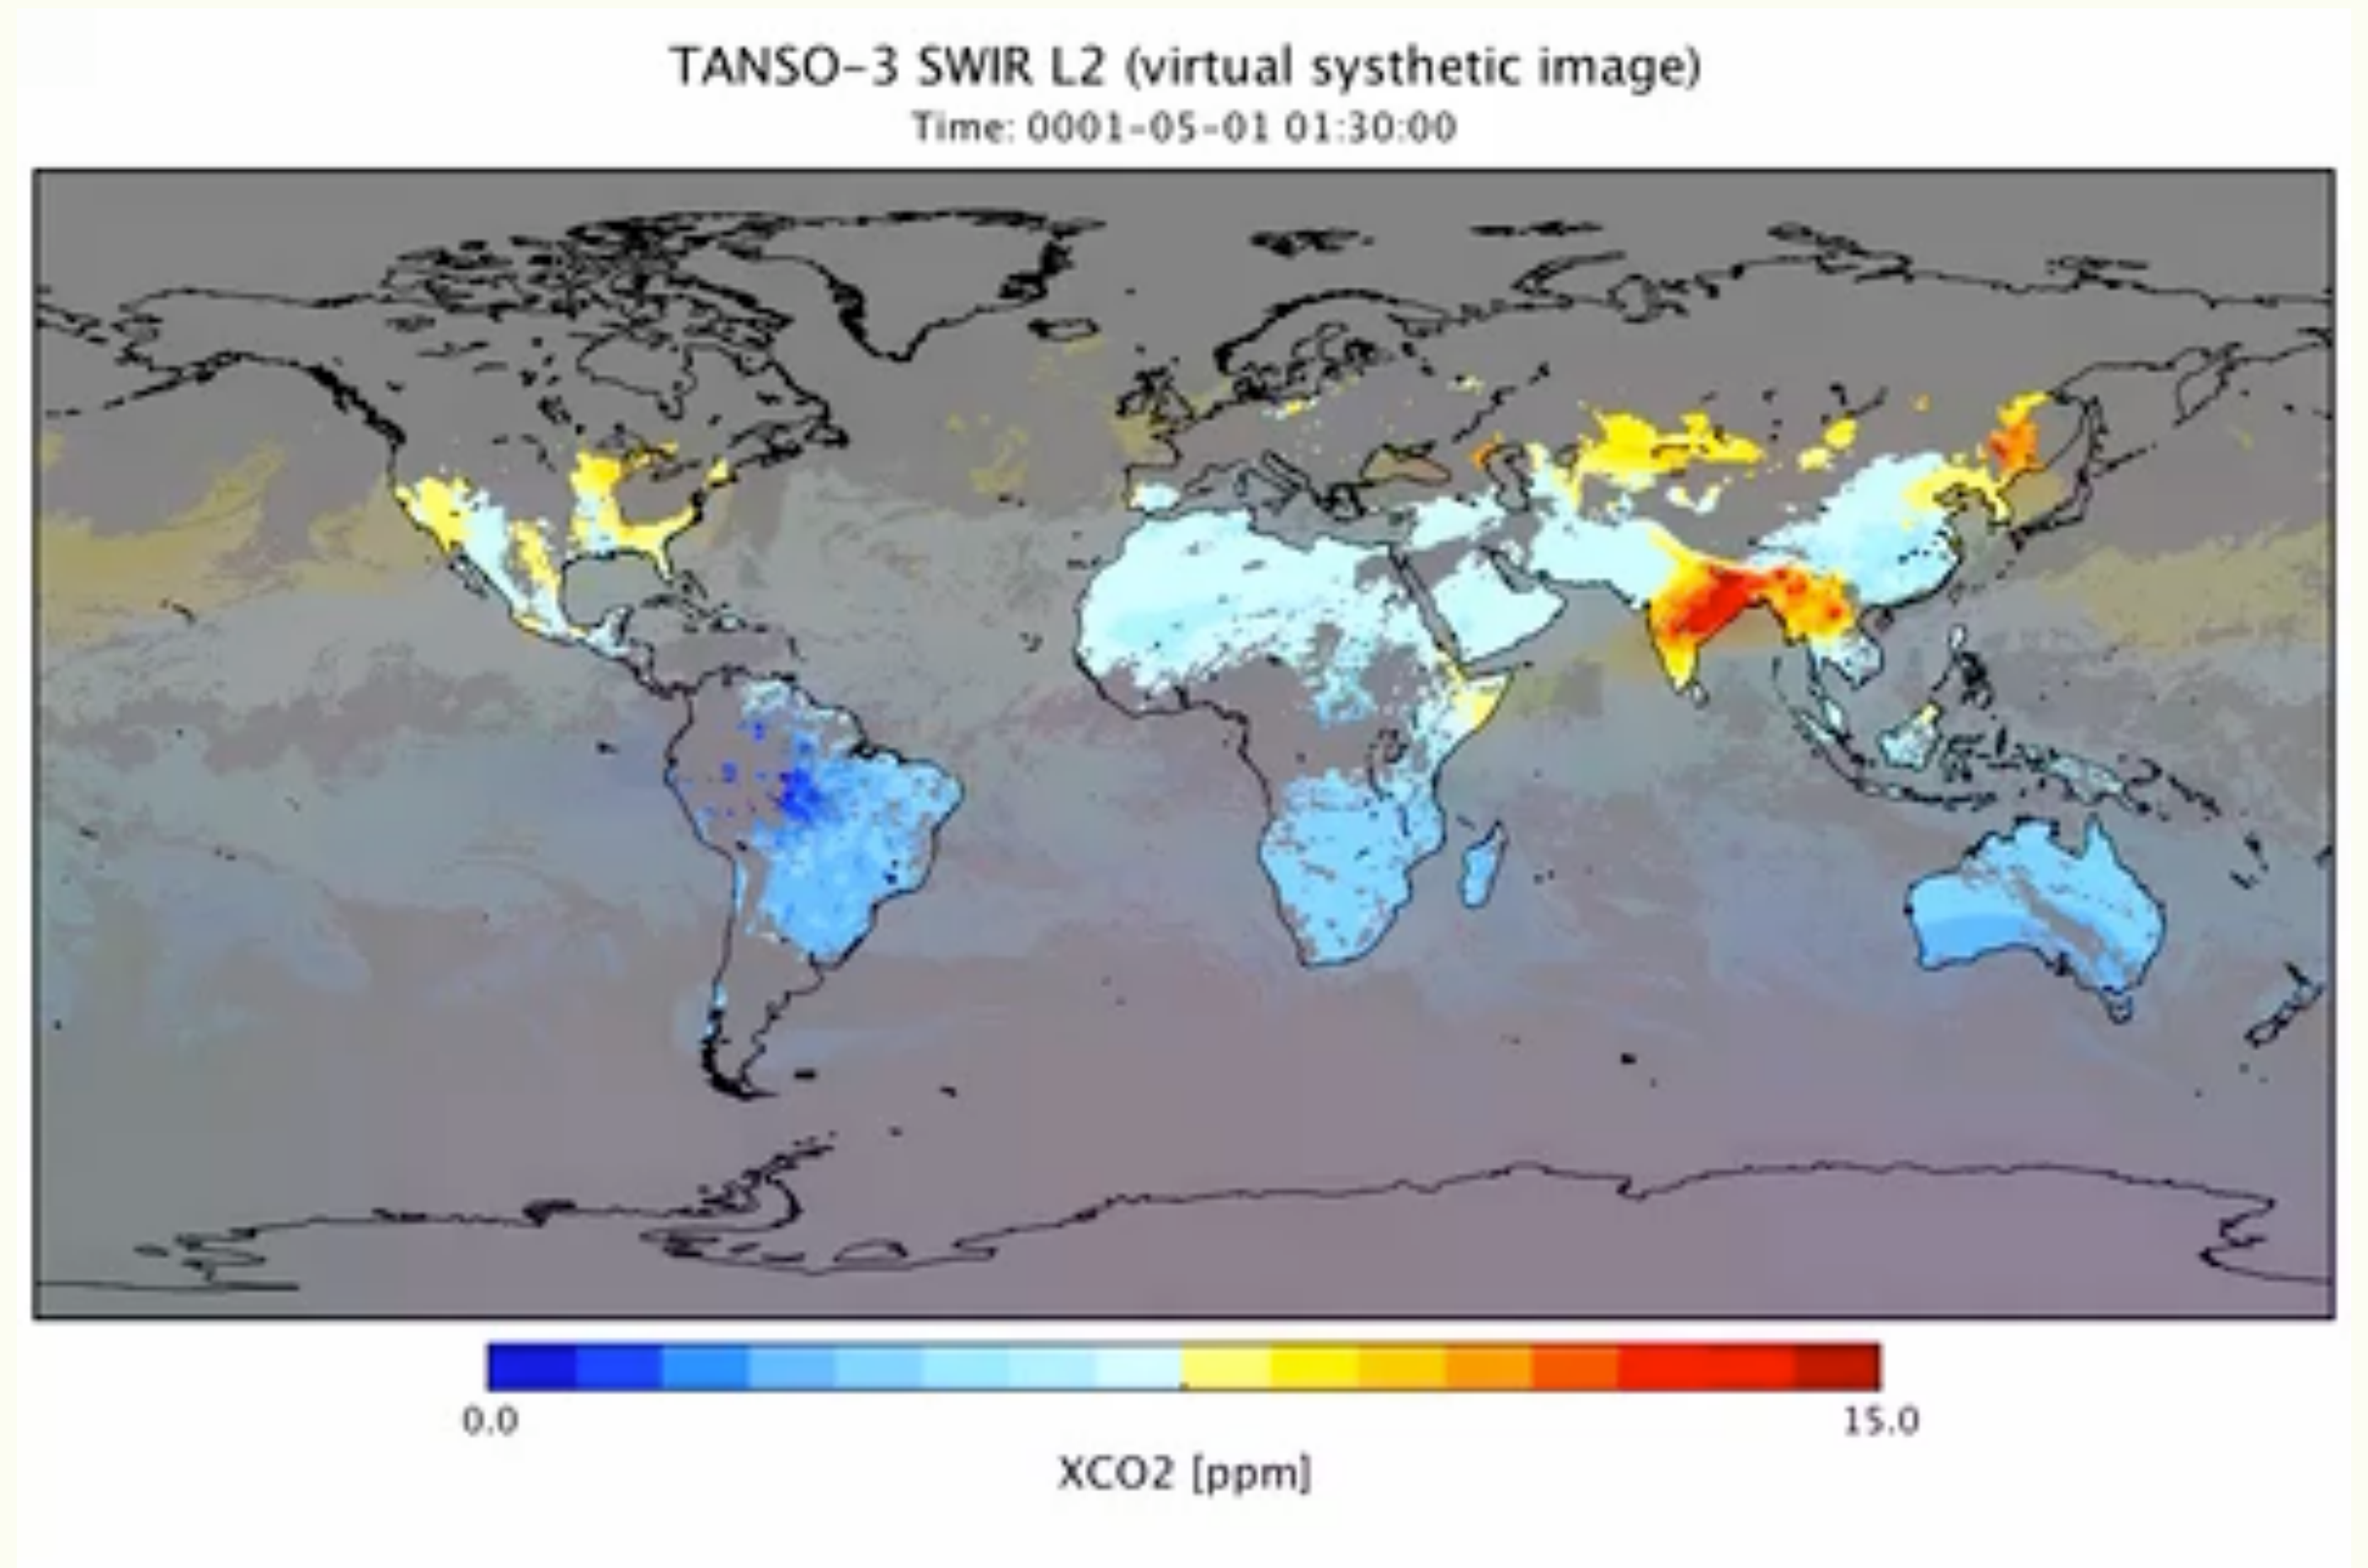 TANSO-3 SWIR L2 (virtual systhetic image)
Time: 0001-05-01 01:30:00
0.0
15.0
XCO2 [ppm]